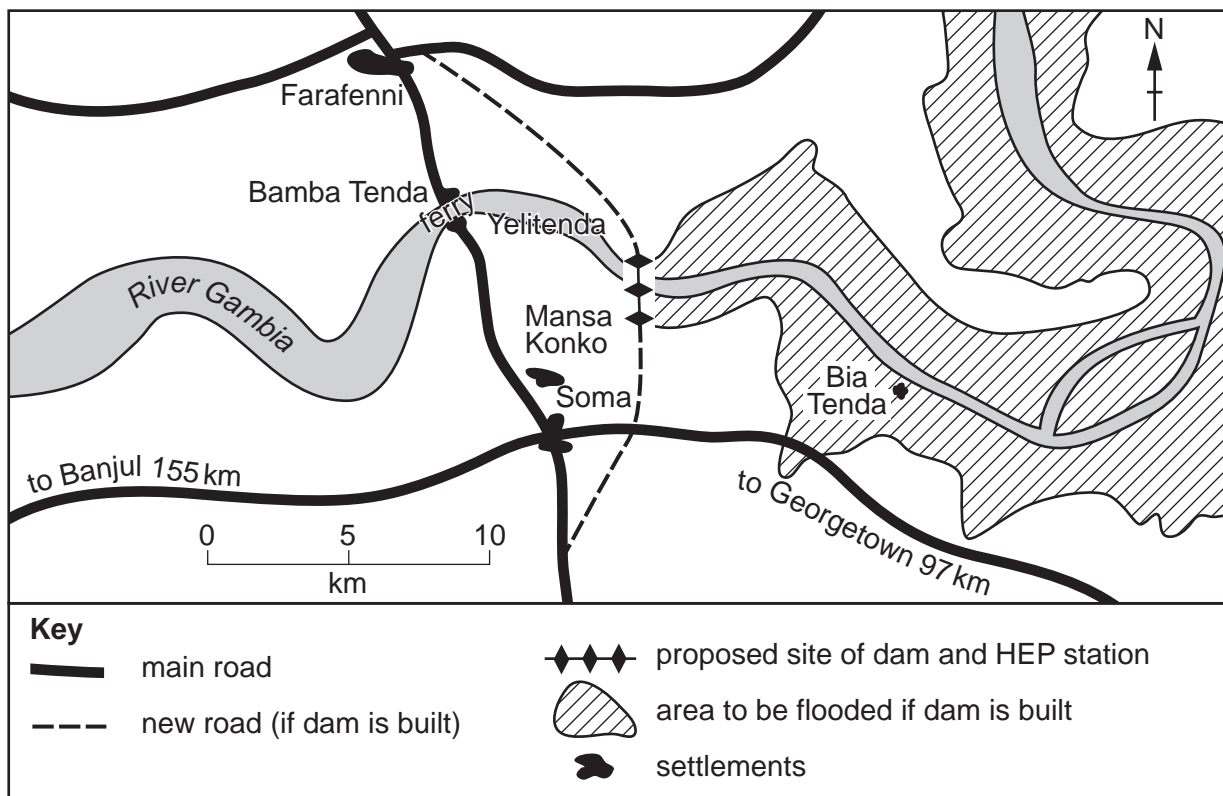 N
Farafenni
Bamba Tenda
ferry
Yelitenda
River Gambia
Mansa
Konko
Soma
Bia
Tenda
to Banjul 155 km
to Georgetown 97 km
0 5 10
km
Key
main road
new road (if dam is built)
proposed site of dam and HEP station
area to be flooded if dam is built
settlements